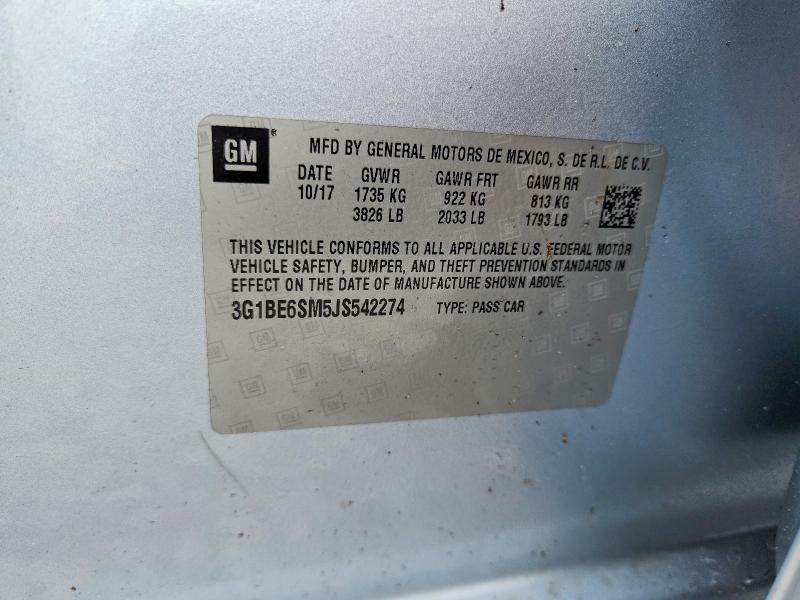 GM ® MFD BY GENERAL MOTORS DE MEXICO, S. DE R.L. DE C.V.
DATE GVWR GAWR FRT GAWR RR
10/17 1735 KG 922 KG 813 KG
3826 LB 2033 LB 1793 LB
THIS VEHICLE CONFORMS TO ALL APPLICABLE U.S. FEDERAL MOTOR
VEHICLE SAFETY, BUMPER, AND THEFT PREVENTION STANDARDS IN
EFFECT ON THE DATE OF MANUFACTURE SHOWN ABOVE.
3G1BE6SM5JS542274 TYPE: PASS CAR